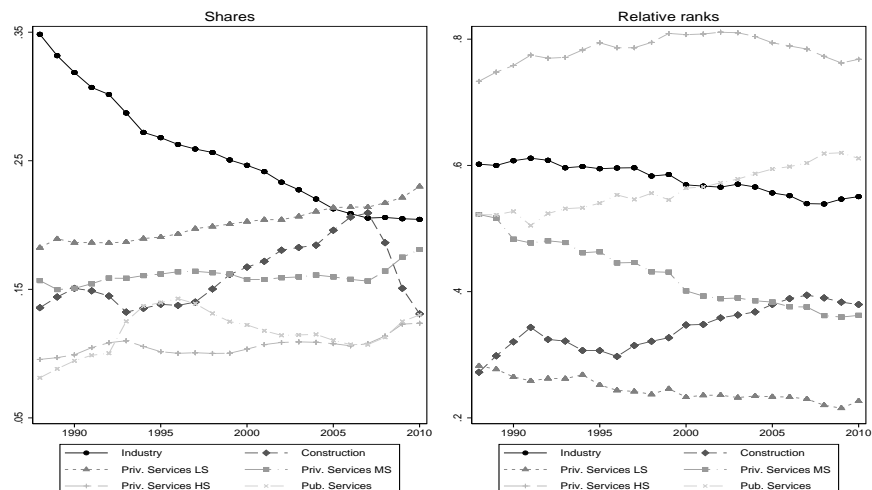 Shares
.35
.25
.15
.05
1990 1995 2000 2005 2010
Industry Construction
Priv. Services LS Priv. Services MS
Priv. Services HS Pub. Services
Relative ranks
.8
.6
.4
.2
1990 1995 2000 2005 2010
Industry Construction
Priv. Services LS Priv. Services MS
Priv. Services HS Pub. Services